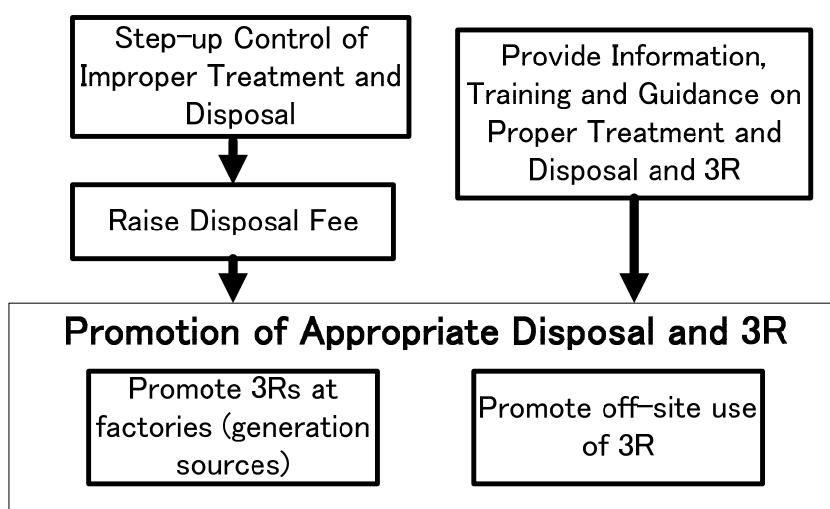 Step-up Control of
Improper Treatment and
Disposal
Provide Information,
Training and Guidance on
Proper Treatment and
Disposal and 3R
Raise Disposal Fee
Promotion of Appropriate Disposal and 3R
Promote 3Rs at
factories (generation
sources)
Promote off-site use
of 3R